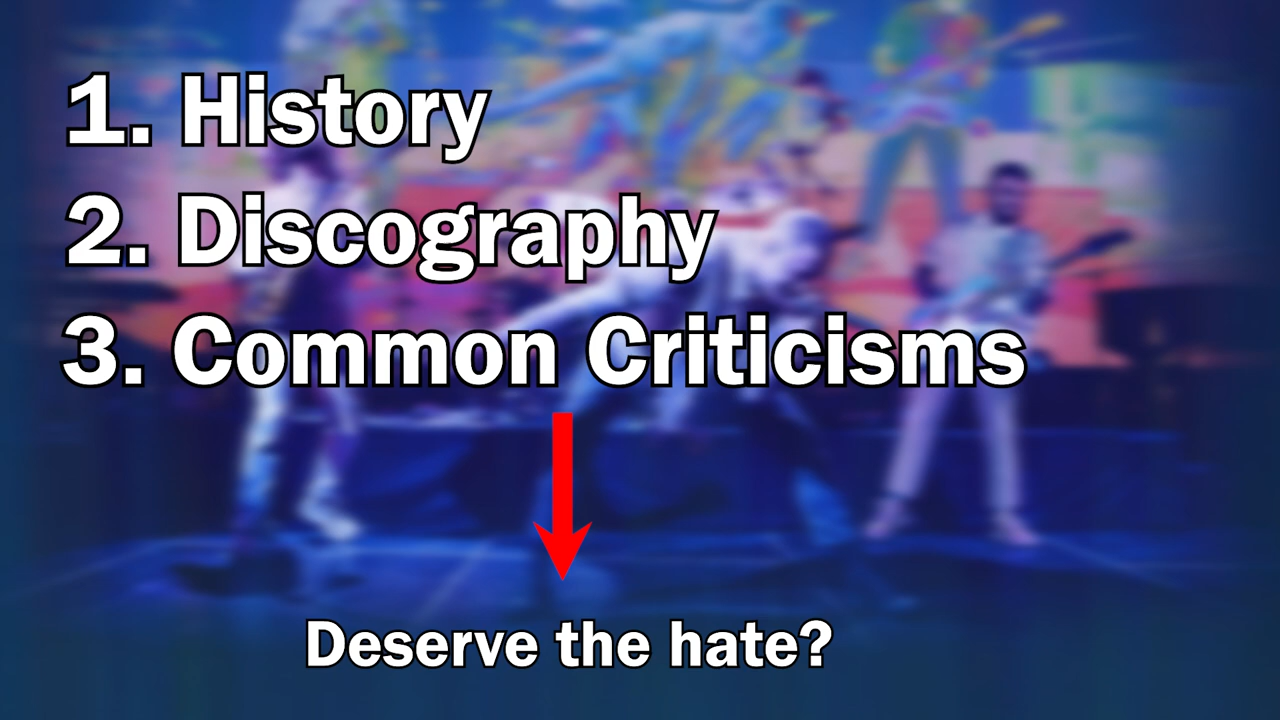 1. History
2. Discography
3. Common Criticisms
Deserve the hate?